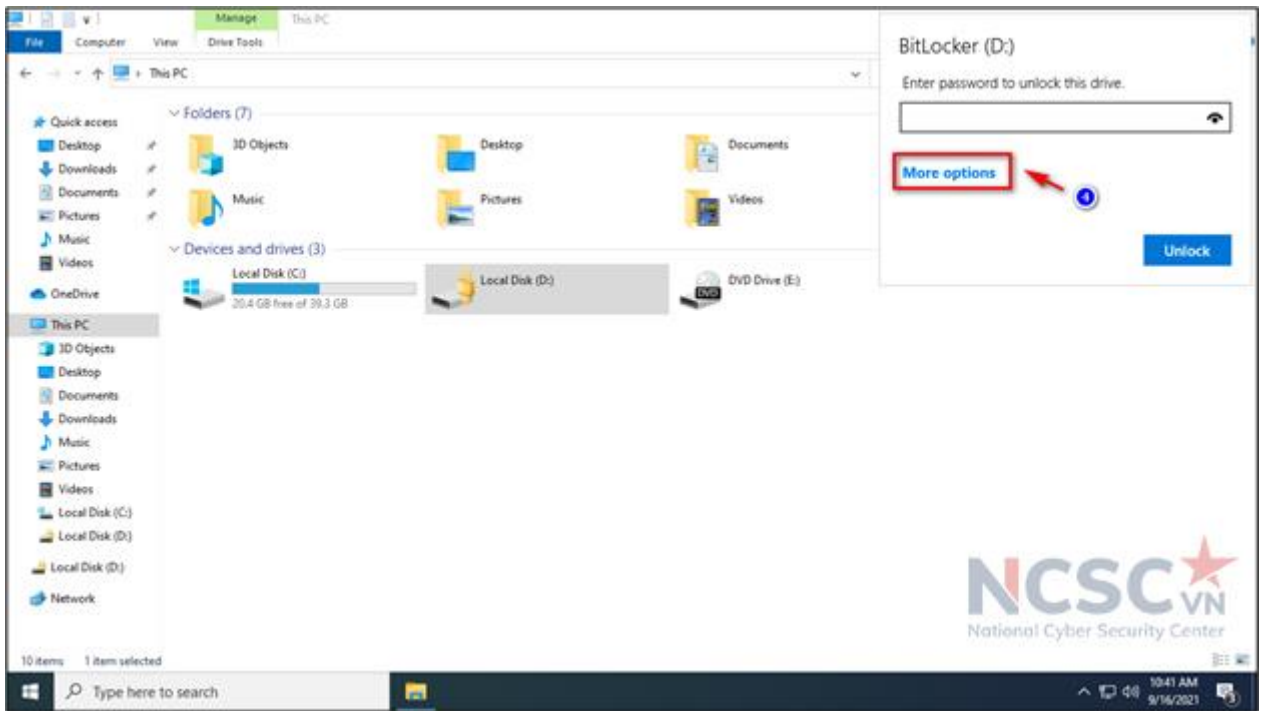 Manage This PC
File Computer View Drive Tools
This PC
Quick access
Desktop
Downloads
Documents
Pictures
Music
Videos
OneDrive
This PC
3D Objects
Desktop
Documents
Downloads
Music
Pictures
Videos
Local Disk (C:)
Local Disk (D:)
Local Disk (D:)
Network
Folders (7)
3D Objects
Desktop
Documents
Music
Pictures
Videos
Devices and drives (3)
Local Disk (C:)
20.4 GB free of 39.3 GB
Local Disk (D:)
DVD Drive (E:)
DVD
BitLocker (D:)
Enter password to unlock this drive.
More options
4
Unlock
NCSC
VN
National Cyber Security Center
10 items 1 item selected
Type here to search
10:41 AM
9/16/2021
3